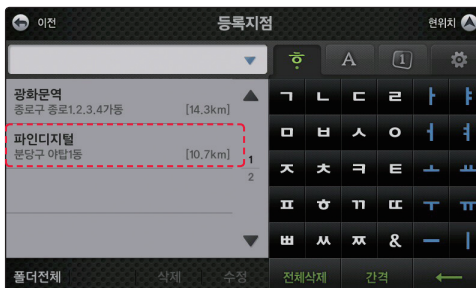 이전 등록지점 현위치
ㅎ A 1
광화문역
종로구 종로1,2,3,4가동 [14.3km]
파인디지털
분당구 야탑1동 [10.7km]
1
2
ㄱ ㄴ ㄷ ㄹ ㅏ ㅑ
ㅁ ㅂ ㅅ ㅇ ㅓ ㅕ
ㅈ ㅊ ㅋ ㅌ ㅗ ㅛ
ㅍ ㅎ ㄲ ㄸ ㅜ ㅠ
ㅃ ㅆ ㅉ & ㅡ ㅣ
폴더전체 삭제 수정 전체삭제 간격 ←